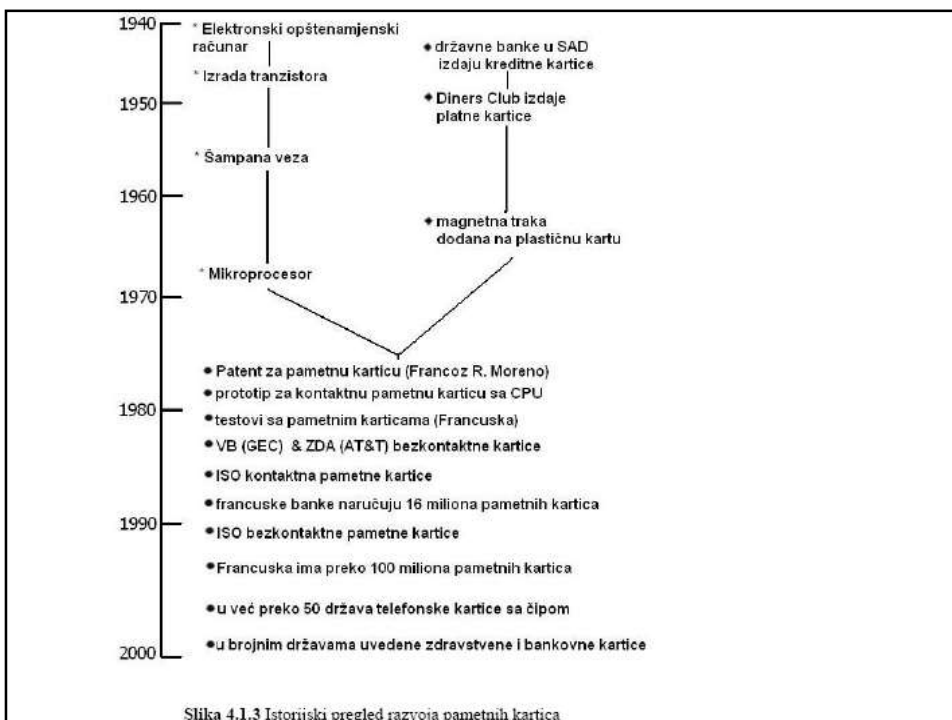 1940
* Elektronski opštenamjenski
računar
* Izrada tranzistora
1950
* Šampana veza
1960
* Mikroprocesor
1970
državne banke u SAD
izdaju kreditne kartice
Diners Club izdaje
platne kartice
magnetna traka
dodana na plastičnu kartu
Patent za pametnu karticu (Francoz R. Moreno)
prototip za kontaktnu pametnu karticu sa CPU
1980
testovi sa pametnim karticama (Francuska)
VB (GEC) & ZDA (AT&T) bezkontaktne kartice
ISO kontaktna pametne kartice
francuske banke naručuju 16 miliona pametnih kartica
1990
ISO bezkontaktne pametne kartice
Francuska ima preko 100 miliona pametnih kartica
u već preko 50 država telefonske kartice sa čipom
u brojnim državama uvedene zdravstvene i bankovne kartice
2000
Slika 4.1.3 Istorijski pregled razvoja pametnih kartica